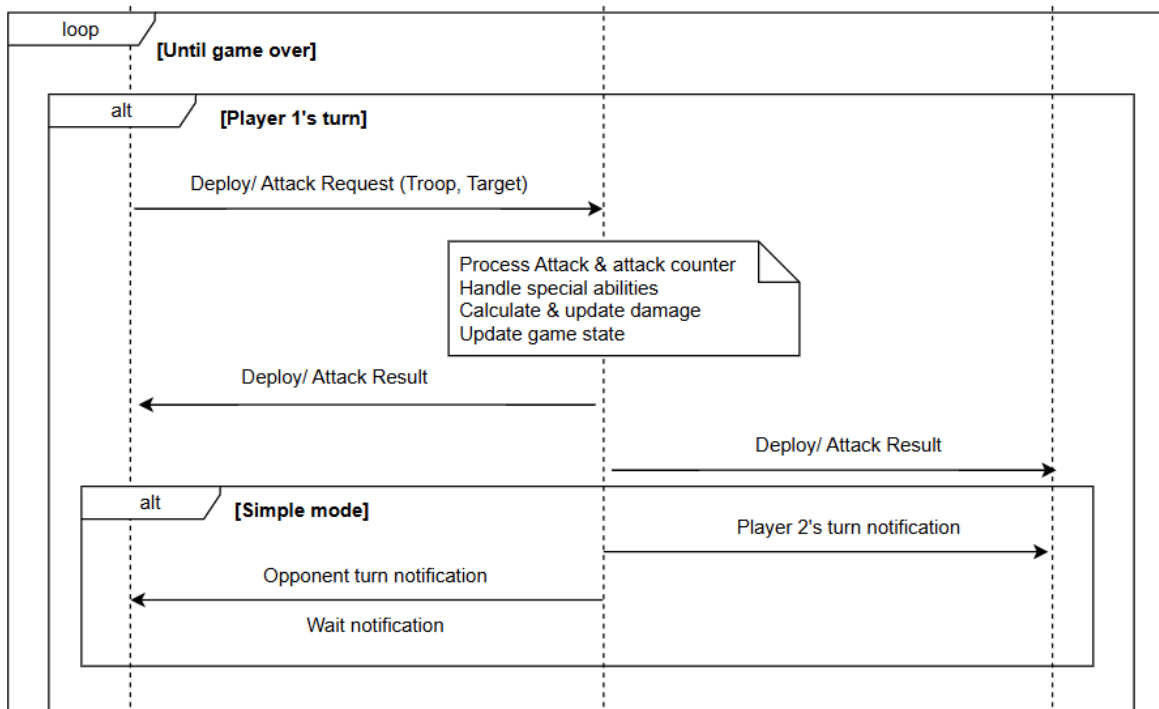 loop
[Until game over]
alt
[Player 1's turn]
Deploy/ Attack Request (Troop, Target)
Process Attack & attack counter
Handle special abilities
Calculate & update damage
Update game state
Deploy/ Attack Result
Deploy/ Attack Result
alt
[Simple mode]
Player 2's turn notification
Opponent turn notification
Wait notification